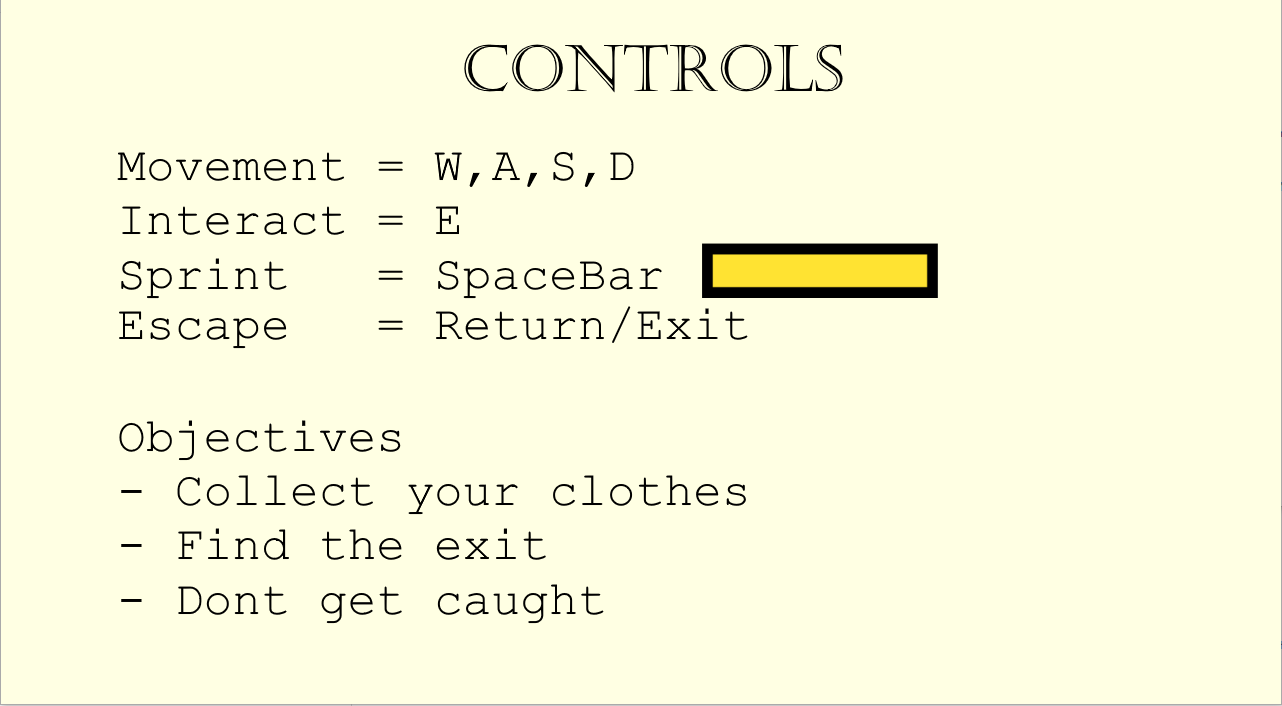 CONTROLS
Movement = W,A,S,D
Interact = E
Sprint = SpaceBar
Escape = Return/Exit
Objectives
- Collect your clothes
- Find the exit
- Dont get caught